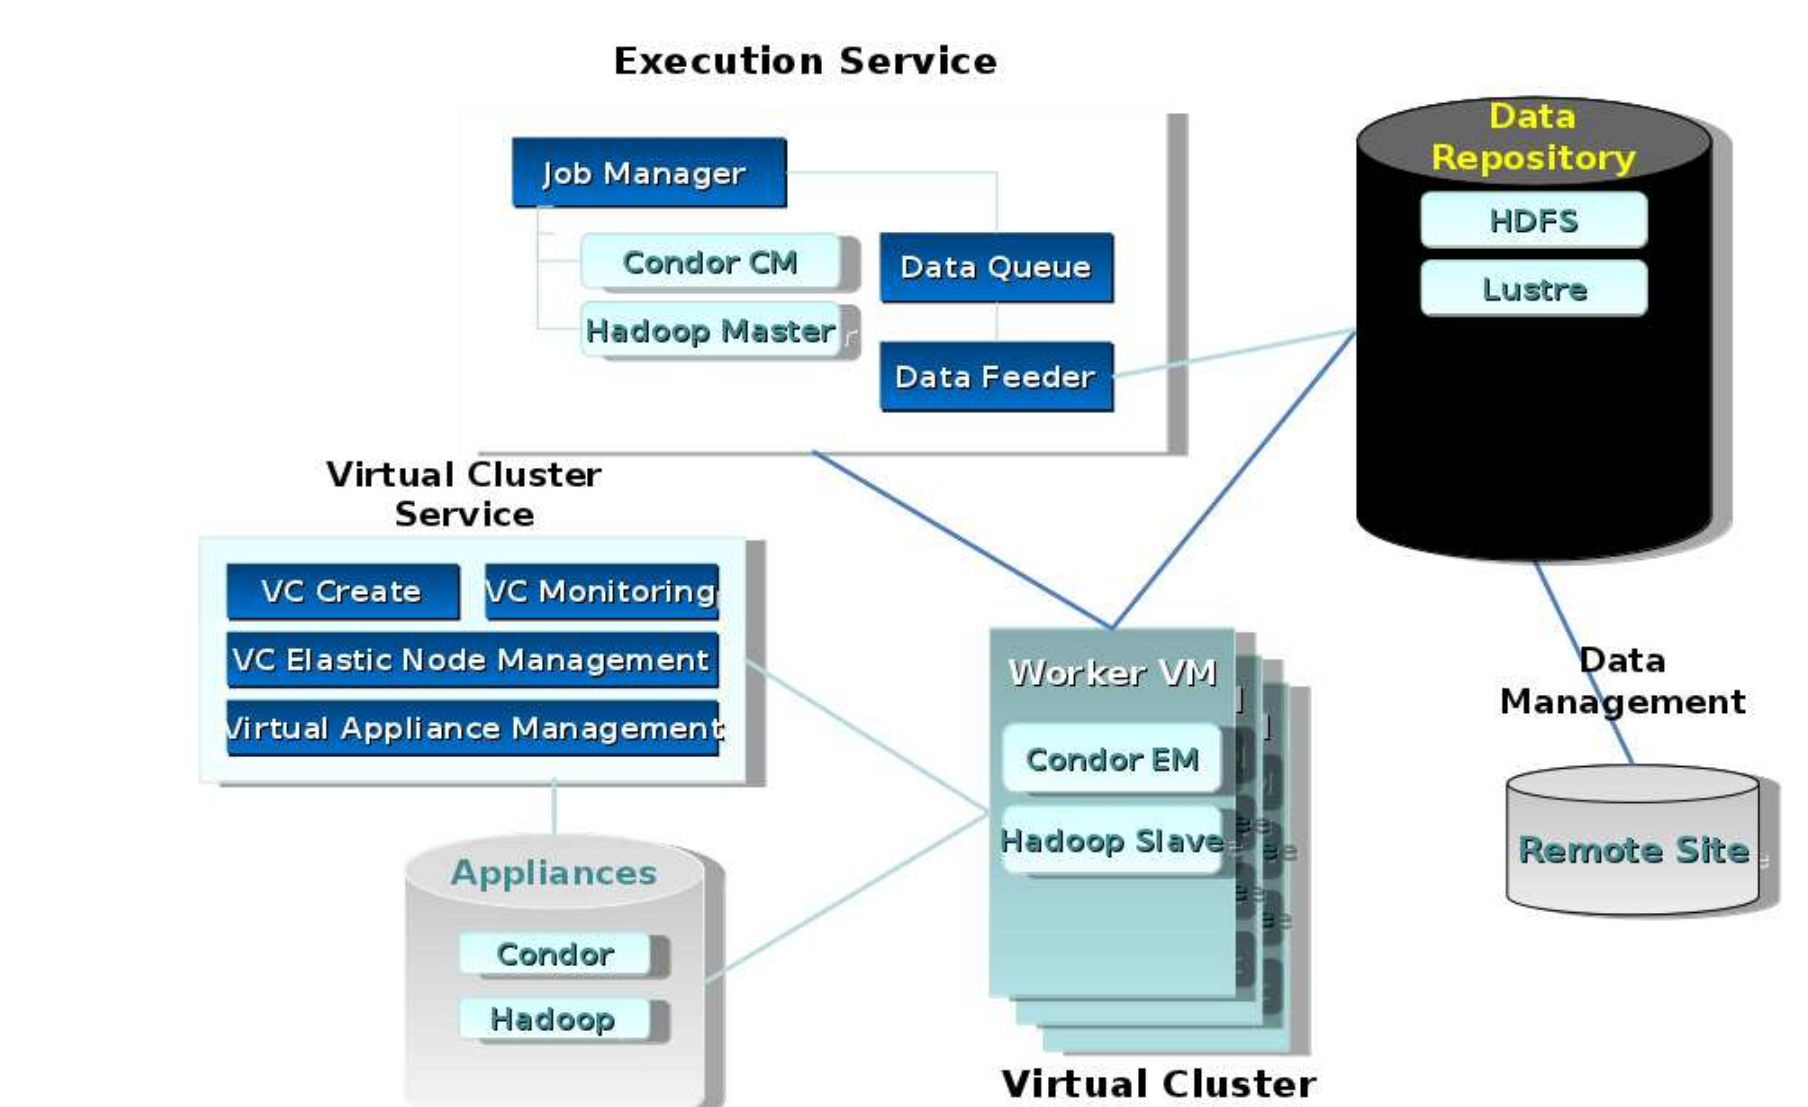 Execution Service
Job Manager
Condor CM
Hadoop Master
Data Queue
Data Feeder
Data
Repository
HDFS
Lustre
Virtual Cluster
Service
VC Create
VC Monitoring
VC Elastic Node Management
Virtual Appliance Management
Appliances
Condor
Hadoop
Worker VM
Condor EM
Hadoop Slave
Virtual Cluster
Data
Management
Remote Site